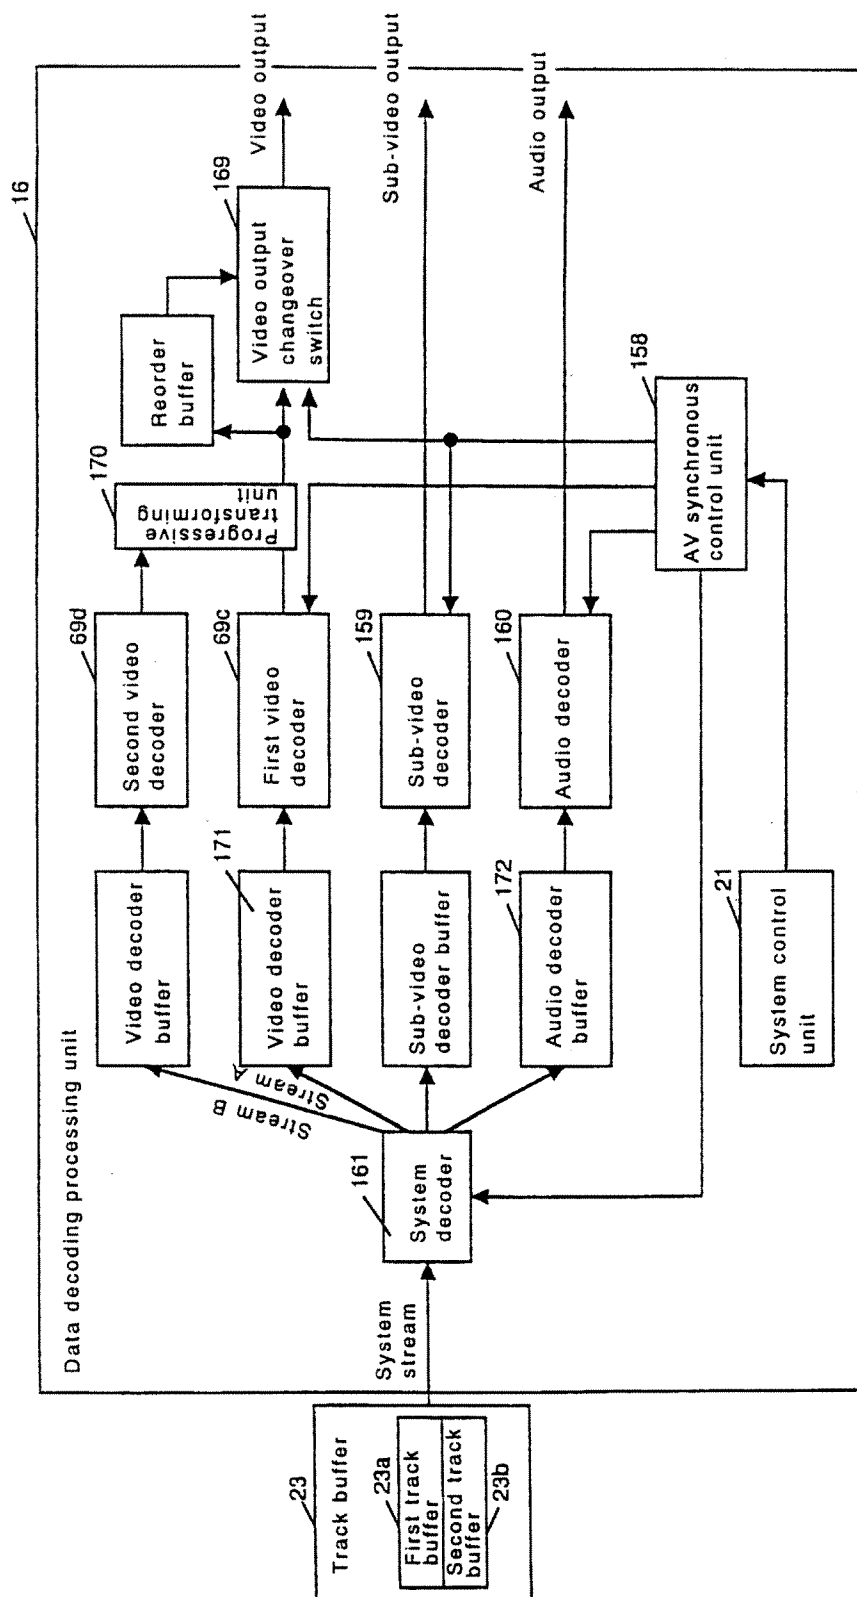 Data decoding processing unit
16
23
Track buffer
23a
First track
buffer
Second track
buffer
23b
System
stream
161
System
decoder
Stream B
Stream A
Video decoder
buffer
171
Video decoder
buffer
Sub-video
decoder buffer
172
Audio decoder
buffer
21
System control
unit
69d
Second video
decoder
69c
First video
decoder
159
Sub-video
decoder
160
Audio decoder
170
Progressive
transforming
unit
Reorder
buffer
158
AV synchronous
control unit
169
Video output
changeover
switch
Video output
Sub-video output
Audio output